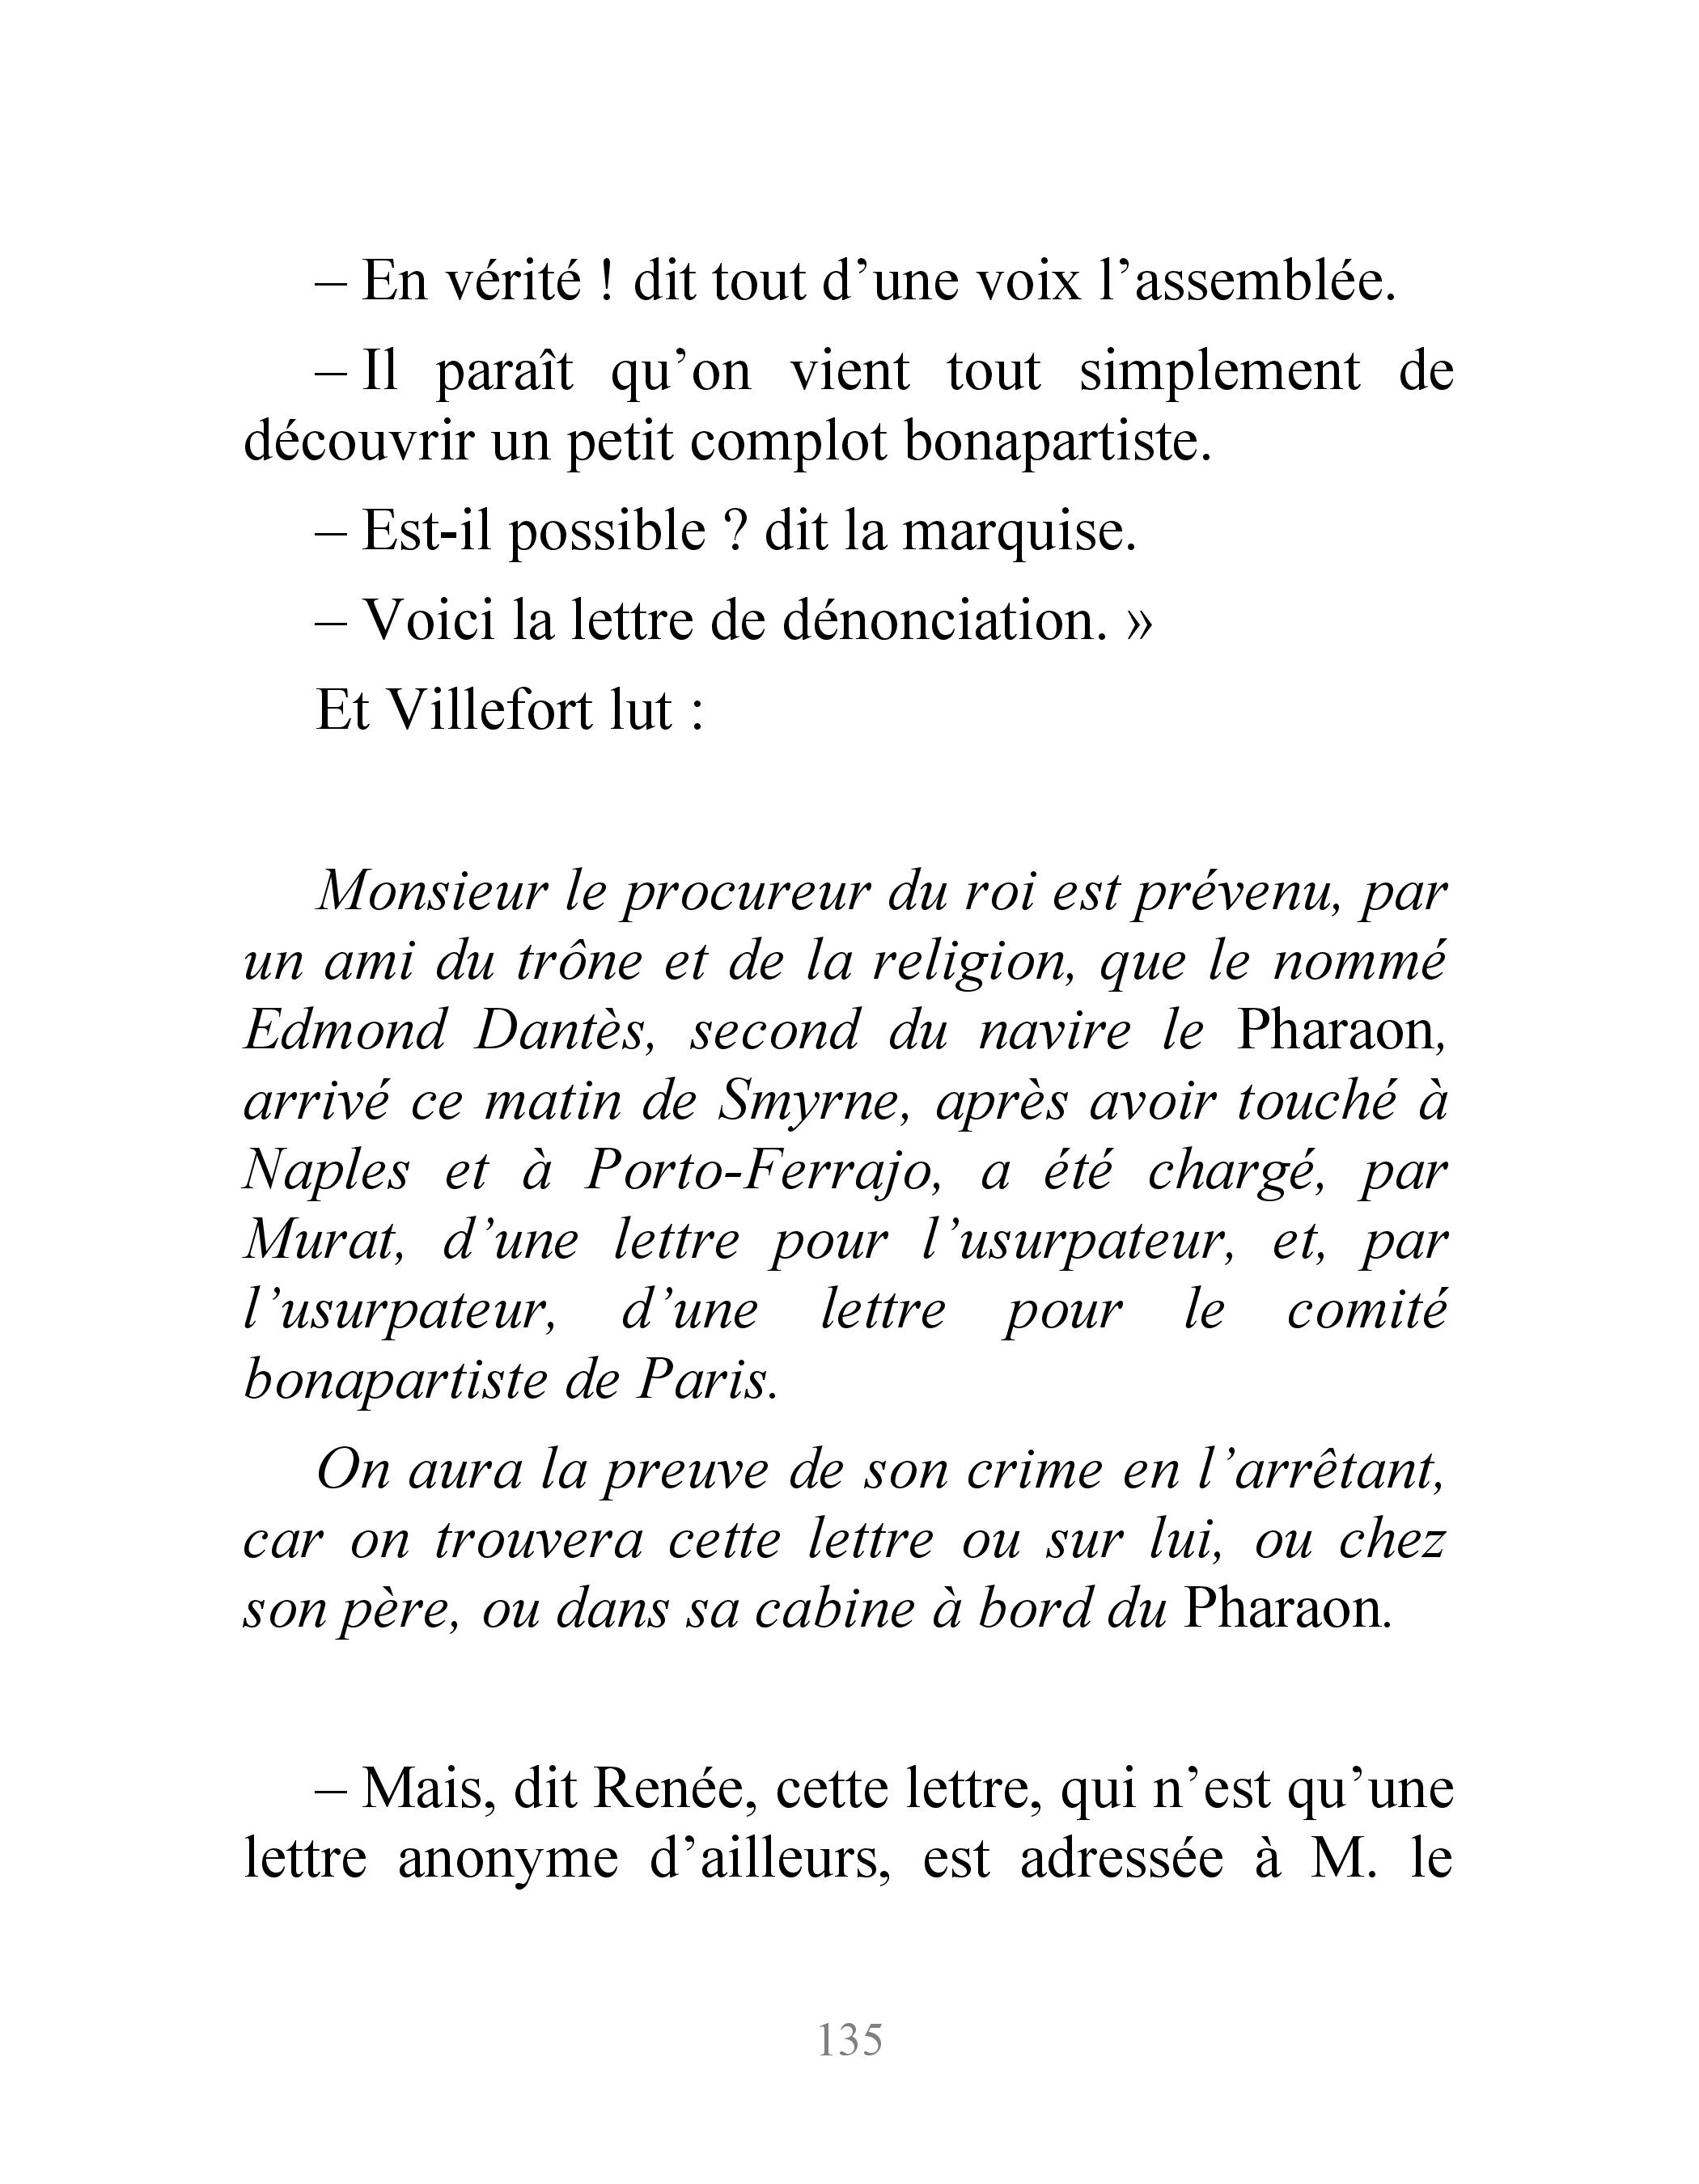 – En vérité ! dit tout d’une voix l’assemblée.
– Il paraît qu’on vient tout simplement de
découvrir un petit complot bonapartiste.
– Est-il possible ? dit la marquise.
– Voici la lettre de dénonciation. »
Et Villefort lut :
Monsieur le procureur du roi est prévenu, par
un ami du trône et de la religion, que le nommé
Edmond Dantès, second du navire le Pharaon,
arrivé ce matin de Smyrne, après avoir touché à
Naples et à Porto-Ferrajo, a été chargé, par
Murat, d’une lettre pour l’usurpateur, et, par
l’usurpateur, d’une lettre pour le comité
bonapartiste de Paris.
On aura la preuve de son crime en l’arrêtant,
car on trouvera cette lettre ou sur lui, ou chez
son père, ou dans sa cabine à bord du Pharaon.
– Mais, dit Renée, cette lettre, qui n’est qu’une
lettre anonyme d’ailleurs, est adressée à M. le
135